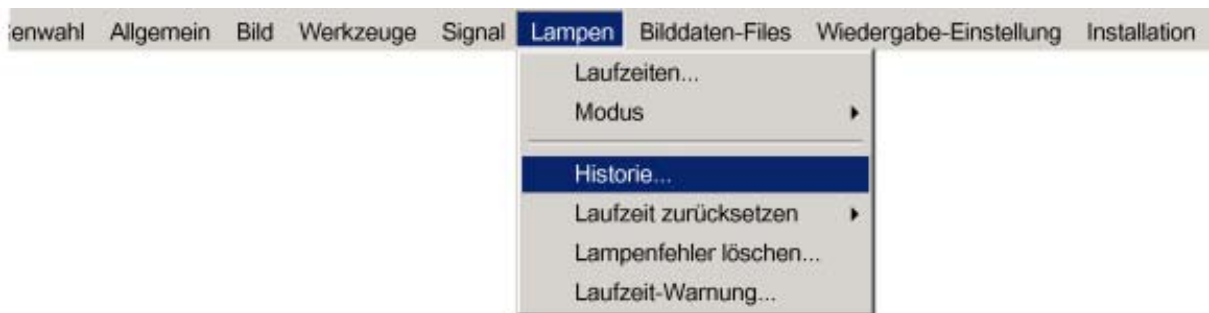 enwahl Allgemein Bild Werkzeuge Signal Lampen Bilddaten-Files Wiedergabe-Einstellung Installation
Laufzeiten...
Modus
Historie...
Laufzeit zurücksetzen
Lampenfehler löschen...
Laufzeit-Warnung...